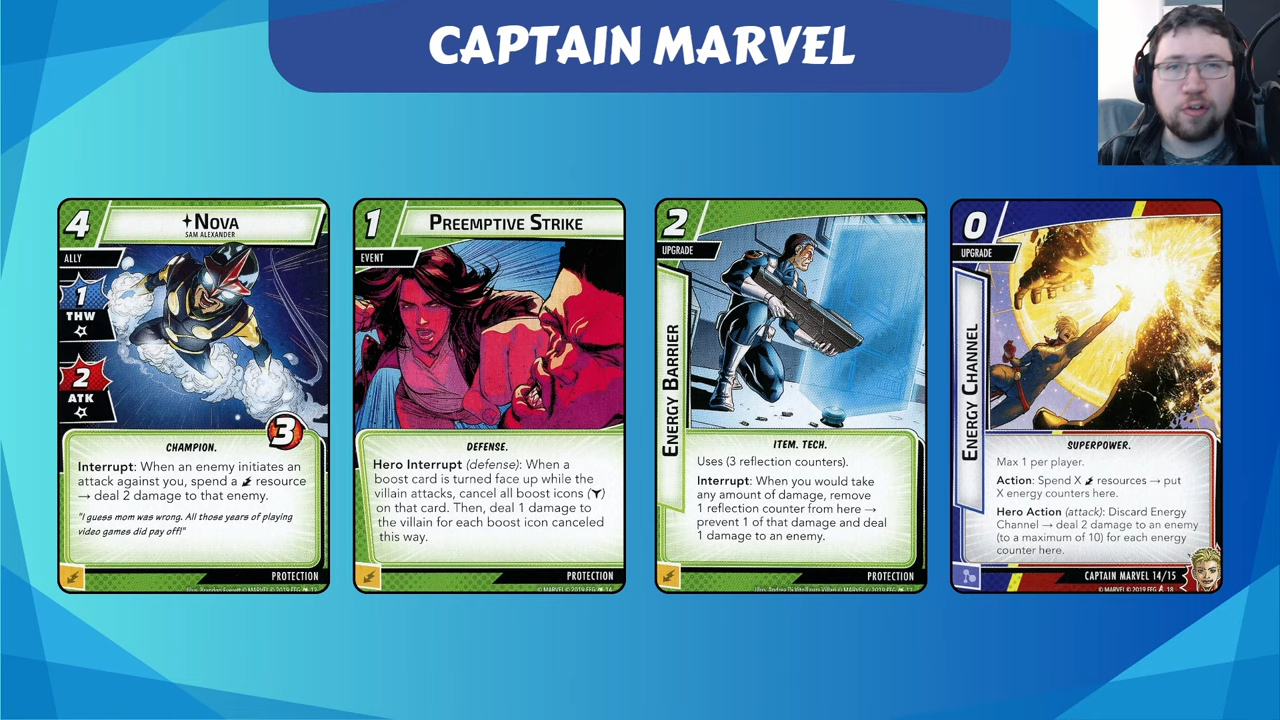 CAPTAIN MARVEL
4
NOVA
SAM ALEXANDER
ALLY
1
THW
2
ATK
3
CHAMPION.
Interrupt: When an enemy initiates an
attack against you, spend a resource
→ deal 2 damage to that enemy.
"I guess mom was wrong. All those years of playing
video games did pay off!"
PROTECTION
1
PREEMPTIVE STRIKE
EVENT
DEFENSE.
Hero Interrupt (defense): When a
boost card is turned face up while the
villain attacks, cancel all boost icons ( )
on that card. Then, deal 1 damage to
the villain for each boost icon canceled
this way.
PROTECTION
© MARVEL © 2019 FFG
2
UPGRADE
ENERGY BARRIER
ITEM. TECH.
Uses (3 reflection counters).
Interrupt: When you would take
any amount of damage, remove
1 reflection counter from here →
prevent 1 of that damage and deal
1 damage to an enemy.
PROTECTION
0
UPGRADE
ENERGY CHANNEL
SUPERPOWER.
Max 1 per player.
Action: Spend X resources → put
X energy counters here.
Hero Action (attack): Discard Energy
Channel → deal 2 damage to an enemy
(to a maximum of 10) for each energy
counter here.
CAPTAIN MARVEL 14/15
© MARVEL © 2019 FFG